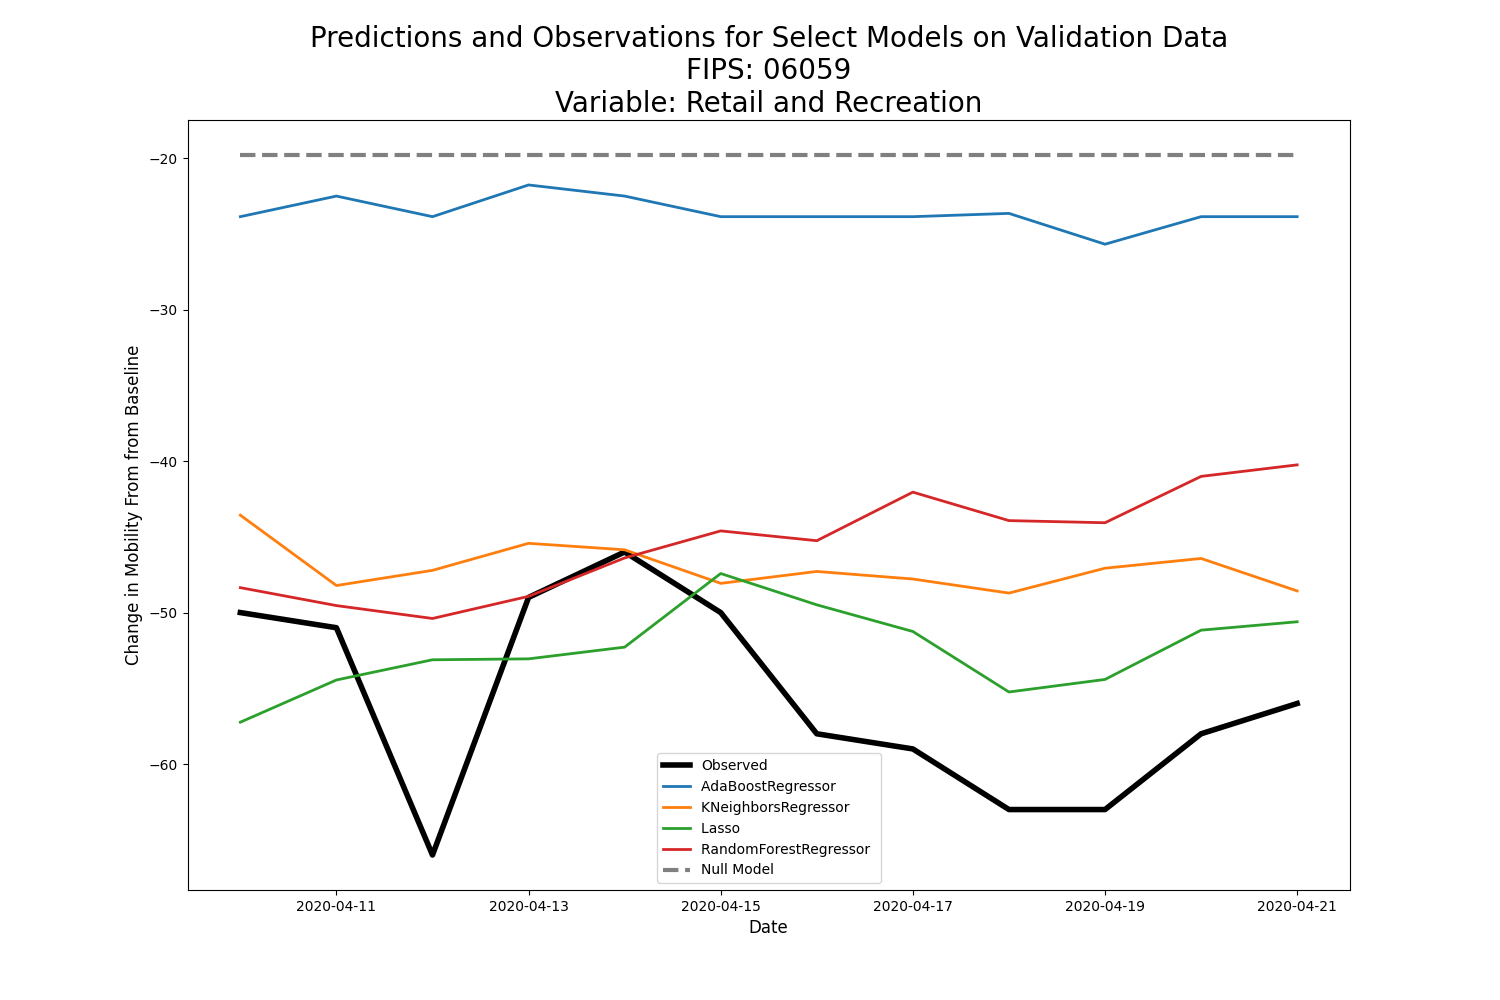 Predictions and Observations for Select Models on Validation Data
FIPS: 06059
Variable: Retail and Recreation
−20
−30
−40
−50
−60
Change in Mobility From from Baseline
Observed
AdaBoostRegressor
KNeighborsRegressor
Lasso
RandomForestRegressor
Null Model
2020-04-11
2020-04-13
2020-04-15
2020-04-17
2020-04-19
2020-04-21
Date